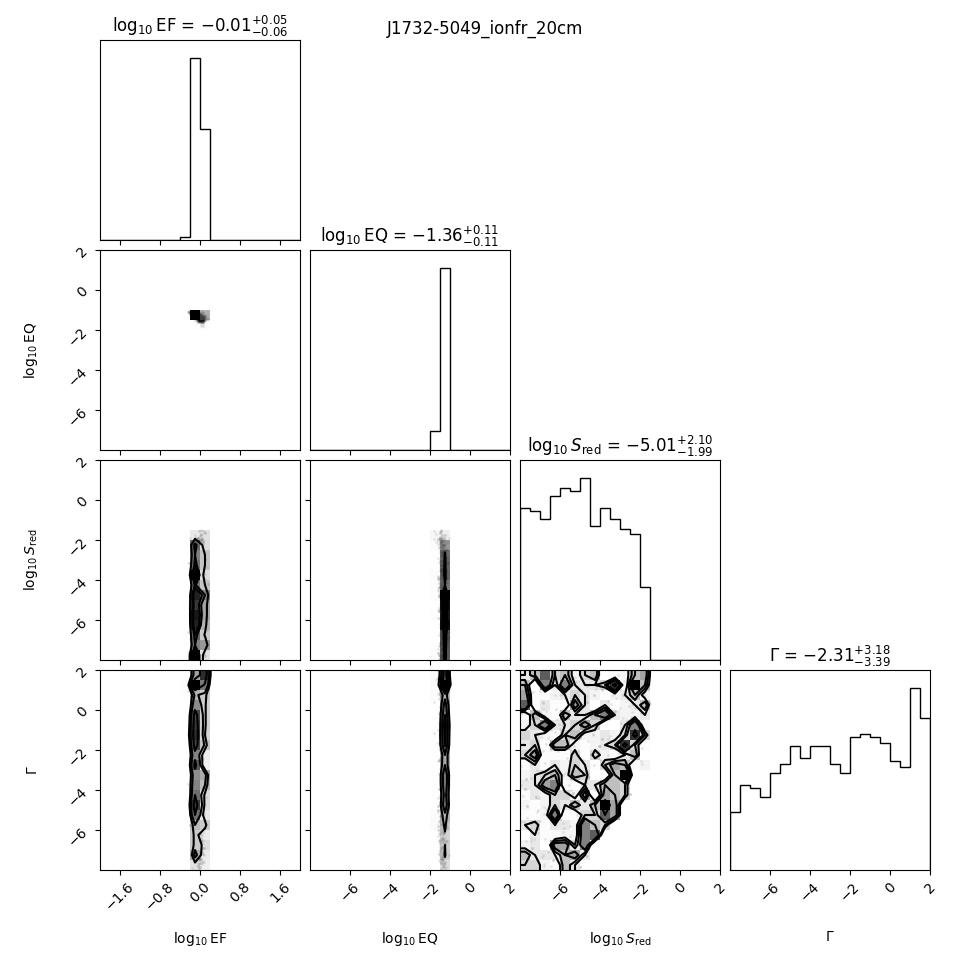 log₁₀ EF = −0.01⁺⁰·⁰⁵₋₀.₀₆
J1732-5049_ionfr_20cm
log₁₀ EQ = −1.36⁺⁰·¹¹₋₀.₁₁
2
0
−2
−4
−6
log₁₀ EQ
log₁₀ S_red = −5.01⁺²·¹⁰₋₁.₉₉
2
0
−2
−4
−6
log₁₀ S_red
Γ = −2.31⁺³·¹⁸₋₃.₃₉
2
0
−2
−4
−6
Γ
−1.6 −0.8 0.0 0.8 1.6
−6 −4 −2 0 2
−6 −4 −2 0 2
−6 −4 −2 0 2
log₁₀ EF
log₁₀ EQ
log₁₀ S_red
Γ